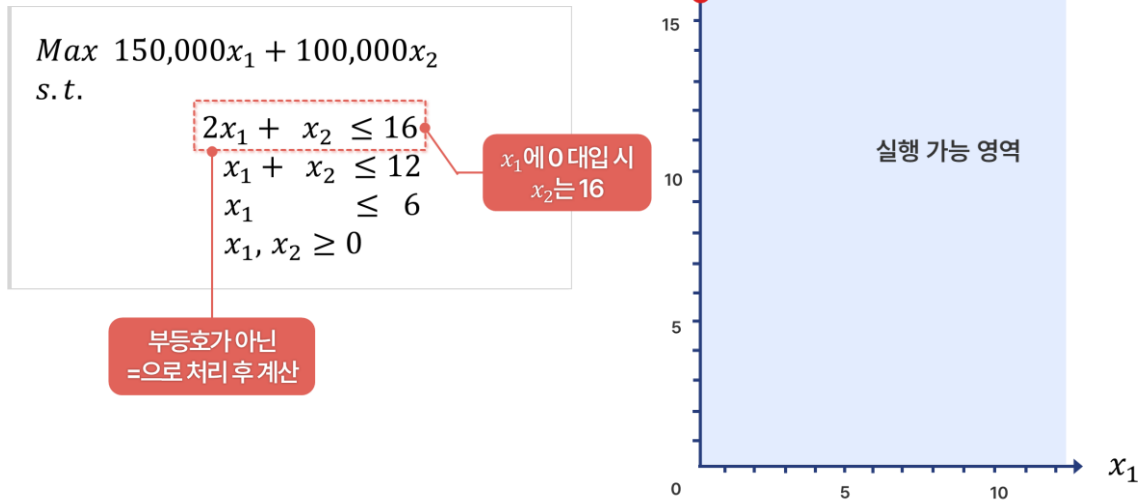 Max 150,000x₁ + 100,000x₂
s.t.
2x₁ + x₂ ≤ 16
x₁ + x₂ ≤ 12
x₁ ≤ 6
x₁, x₂ ≥ 0
x₁에 0 대입 시
x₂는 16
부등호가 아닌
=으로 처리 후 계산
15
실행 가능 영역
10
5
0
5
10
x₁